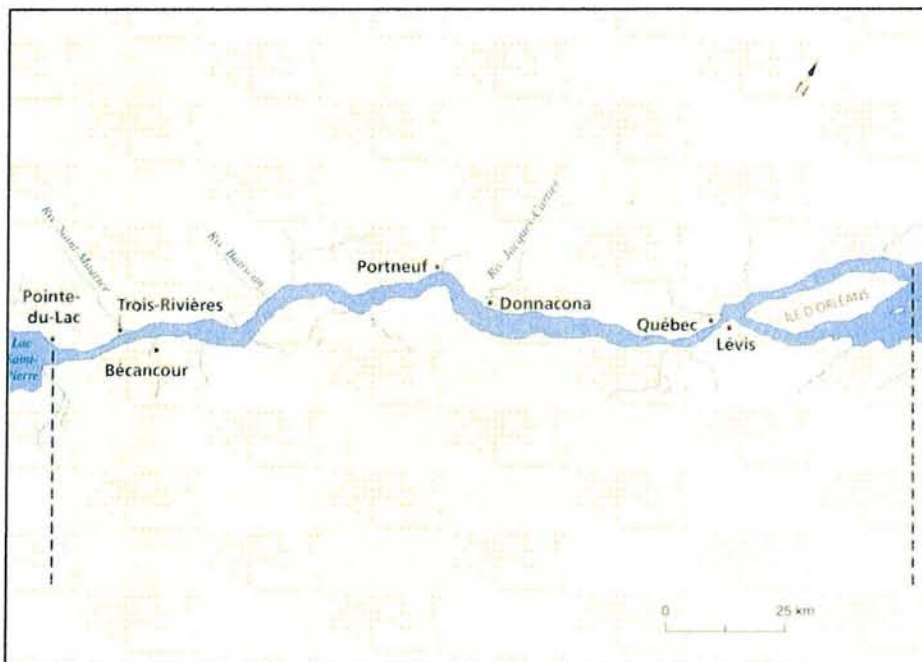 N
Riv. Saint-Maurice
Riv. Batiscan
Riv. Jacques-Cartier
Portneuf
Pointe-
du-Lac
Trois-Rivières
Donnacona
Québec
ÎLE D'ORLÉANS
Lac
Saint-
Pierre
Bécancour
Lévis
0 25 km